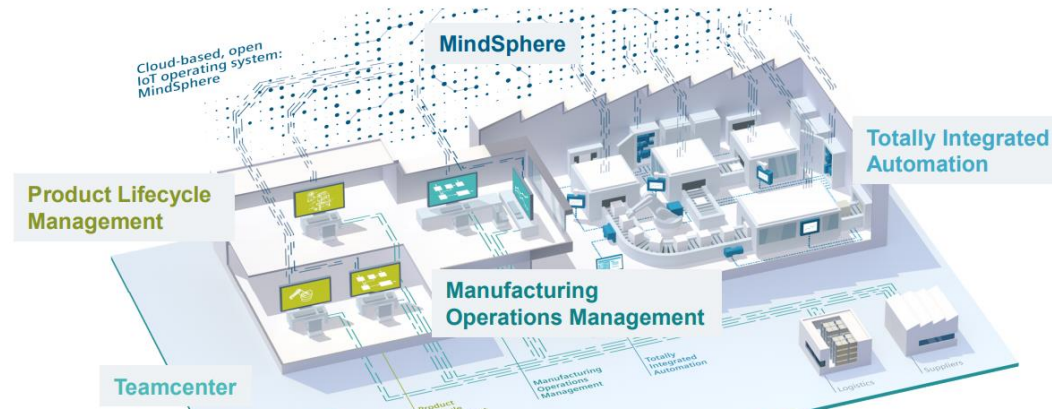 MindSphere
Cloud-based, open
IoT operating system:
MindSphere
Totally Integrated
Automation
Product Lifecycle
Management
Manufacturing
Operations Management
Teamcenter
Manufacturing
Operations
Management
Totally
Integrated
Automation
Product
Logistics
Suppliers